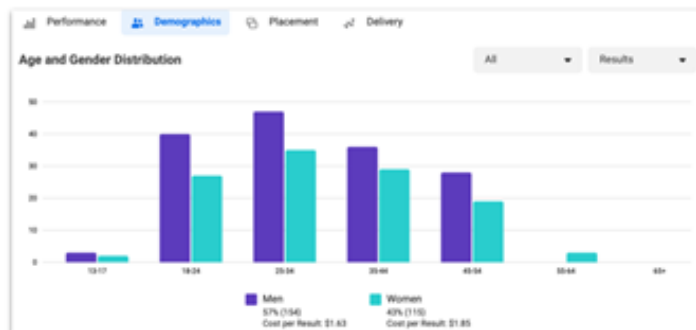 Performance Demographics Placement Delivery
Age and Gender Distribution All Results
50
40
30
20
10
0
13-17 18-24 25-34 35-44 45-54 55-64 65+
Men Women
57% (154) 43% (115)
Cost per Result: $1.63 Cost per Result: $1.85